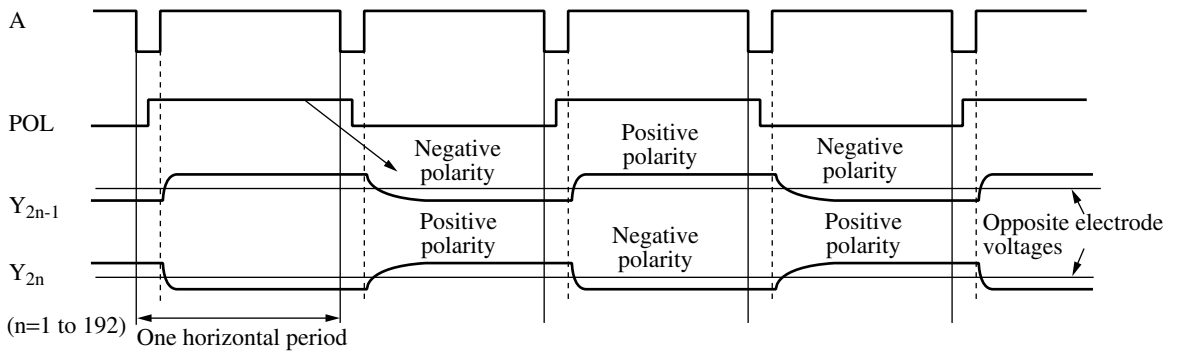 A
POL
Negative
polarity
Positive
polarity
Negative
polarity
Y2n-1
Positive
polarity
Negative
polarity
Positive
polarity
Opposite electrode
voltages
Y2n
(n=1 to 192)
One horizontal period